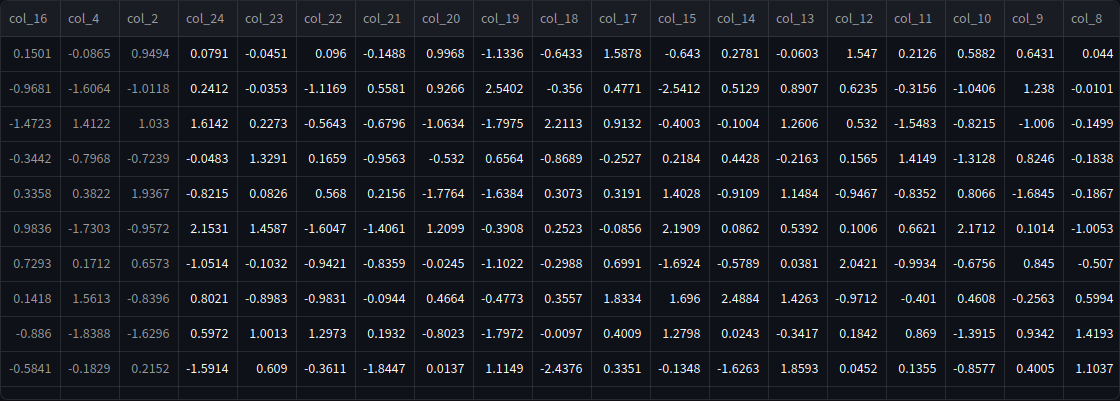 col_16 col_4 col_2 col_24 col_23 col_22 col_21 col_20 col_19 col_18 col_17 col_15 col_14 col_13 col_12 col_11 col_10 col_9 col_8
0.1501 -0.0865 0.9494 0.0791 -0.0451 0.096 -0.1488 0.9968 -1.1336 -0.6433 1.5878 -0.643 0.2781 -0.0603 1.547 0.2126 0.5882 0.6431 0.044
-0.9681 -1.6064 -1.0118 0.2412 -0.0353 -1.1169 0.5581 0.9266 2.5402 -0.356 0.4771 -2.5412 0.5129 0.8907 0.6235 -0.3156 -1.0406 1.238 -0.0101
-1.4723 1.4122 1.033 1.6142 0.2273 -0.5643 -0.6796 -1.0634 -1.7975 2.2113 0.9132 -0.4003 -0.1004 1.2606 0.532 -1.5483 -0.8215 -1.006 -0.1499
-0.3442 -0.7968 -0.7239 -0.0483 1.3291 0.1659 -0.9563 -0.532 0.6564 -0.8689 -0.2527 0.2184 0.4428 -0.2163 0.1565 1.4149 -1.3128 0.8246 -0.1838
0.3358 0.3822 1.9367 -0.8215 0.0826 0.568 0.2156 -1.7764 -1.6384 0.3073 0.3191 1.4028 -0.9109 1.1484 -0.9467 -0.8352 0.8066 -1.6845 -0.1867
0.9836 -1.7303 -0.9572 2.1531 1.4587 -1.6047 -1.4061 1.2099 -0.3908 0.2523 -0.0856 2.1909 0.0862 0.5392 0.1006 0.6621 2.1712 0.1014 -1.0053
0.7293 0.1712 0.6573 -1.0514 -0.1032 -0.9421 -0.8359 -0.0245 -1.1022 -0.2988 0.6991 -1.6924 -0.5789 0.0381 2.0421 -0.9934 -0.6756 0.845 -0.507
0.1418 1.5613 -0.8396 0.8021 -0.8983 -0.9831 -0.0944 0.4664 -0.4773 0.3557 1.8334 1.696 2.4884 1.4263 -0.9712 -0.401 0.4608 -0.2563 0.5994
-0.886 -1.8388 -1.6296 0.5972 1.0013 1.2973 0.1932 -0.8023 -1.7972 -0.0097 0.4009 1.2798 0.0243 -0.3417 0.1842 0.869 -1.3915 0.9342 1.4193
-0.5841 -0.1829 0.2152 -1.5914 0.609 -0.3611 -1.8447 0.0137 1.1149 -2.4376 0.3351 -0.1348 -1.6263 1.8593 0.0452 0.1355 -0.8577 0.4005 1.1037